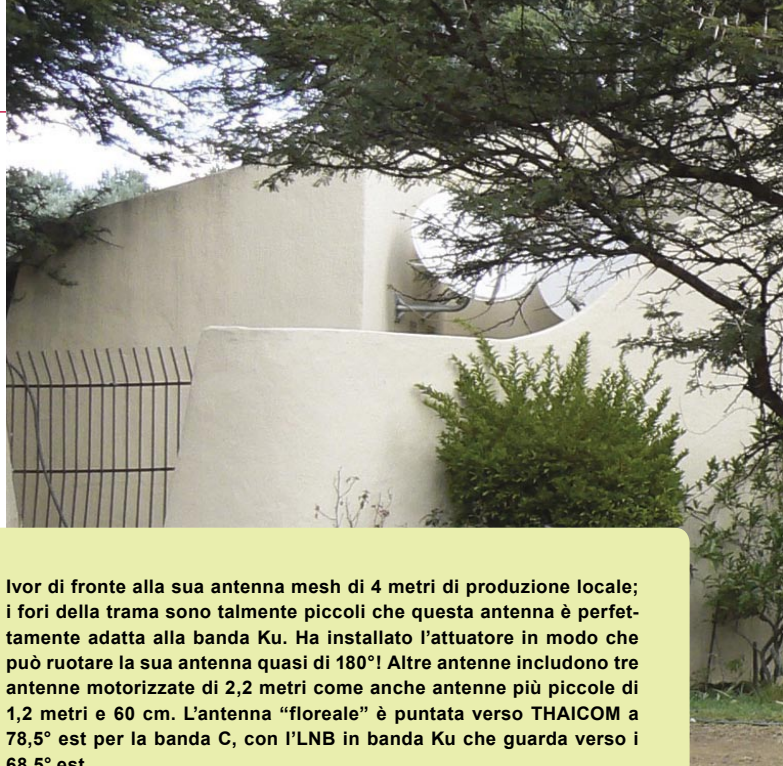 Ivor di fronte alla sua antenna mesh di 4 metri di produzione locale;
i fori della trama sono talmente piccoli che questa antenna è perfet-
tamente adatta alla banda Ku. Ha installato l'attuatore in modo che
può ruotare la sua antenna quasi di 180°! Altre antenne includono tre
antenne motorizzate di 2,2 metri come anche antenne più piccole di
1,2 metri e 60 cm. L'antenna “floreale” è puntata verso THAICOM a
78,5° est per la banda C, con l'LNB in banda Ku che guarda verso i
68,5° est.